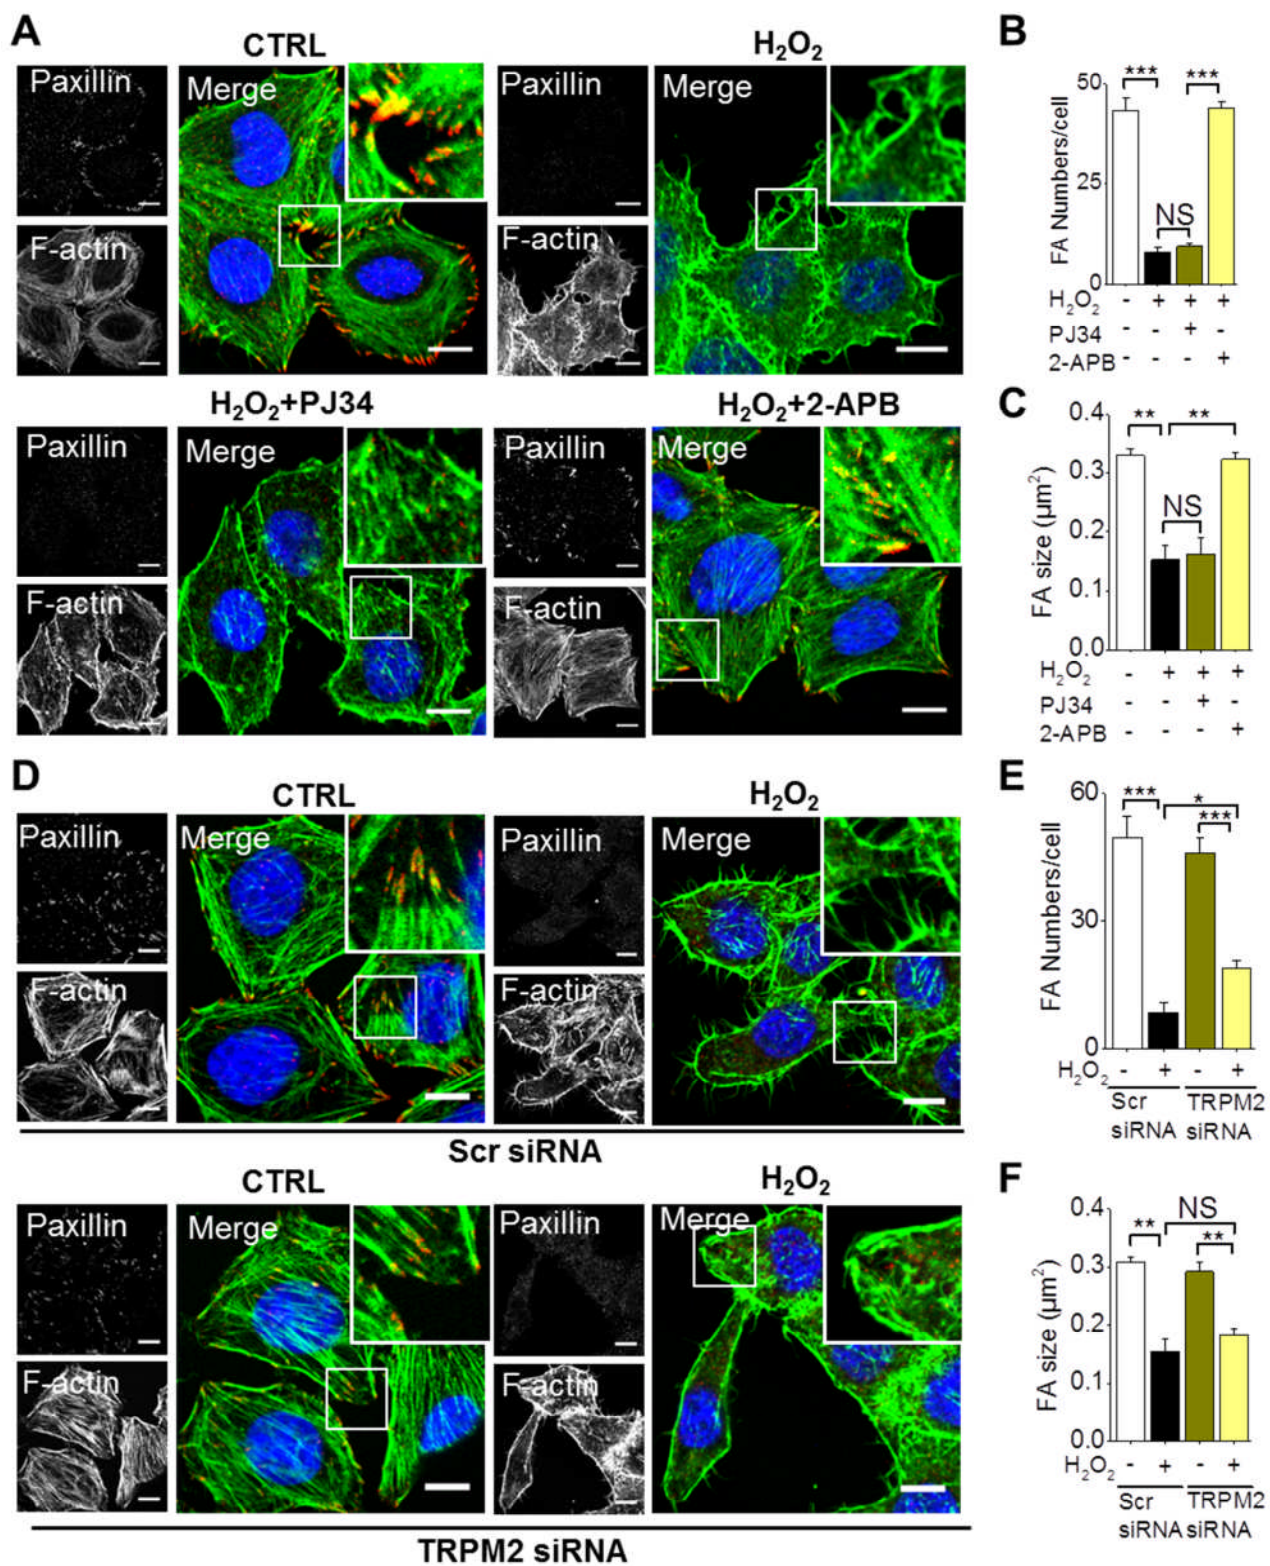 A
CTRL
H₂O₂
Paxillin
Merge
Paxillin
Merge
F-actin
F-actin
H₂O₂+PJ34
H₂O₂+2-APB
Paxillin
Merge
Paxillin
Merge
F-actin
F-actin
B
FA Numbers/cell
50
25
0
***
***
NS
H₂O₂ - + + +
PJ34 - - + -
2-APB - - - +
C
FA size (µm²)
0.4
0.3
0.2
0.1
0.0
**
**
NS
H₂O₂ - + + +
PJ34 - - + -
2-APB - - - +
D
CTRL
H₂O₂
Paxillin
Merge
Paxillin
Merge
F-actin
F-actin
Scr siRNA
CTRL
H₂O₂
Paxillin
Merge
Paxillin
Merge
F-actin
F-actin
TRPM2 siRNA
E
FA Numbers/cell
60
30
0
***
*
***
H₂O₂ - + - +
Scr TRPM2
siRNA siRNA
F
FA size (µm²)
0.4
0.3
0.2
0.1
0.0
**
NS
**
H₂O₂ - + - +
Scr TRPM2
siRNA siRNA